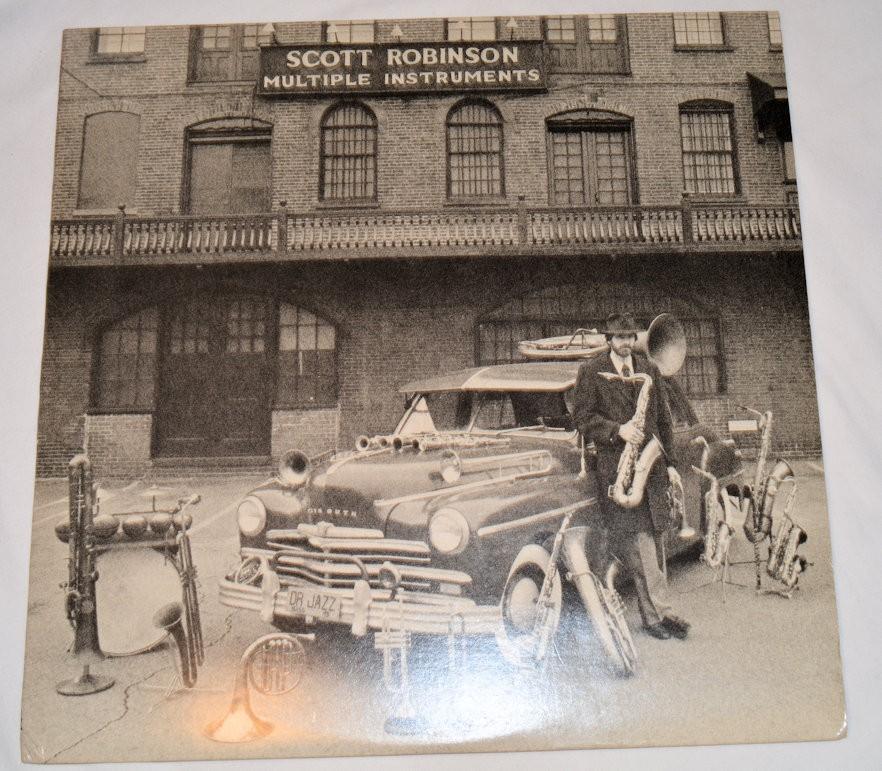 SCOTT ROBINSON
MULTIPLE INSTRUMENTS
DR JAZZ